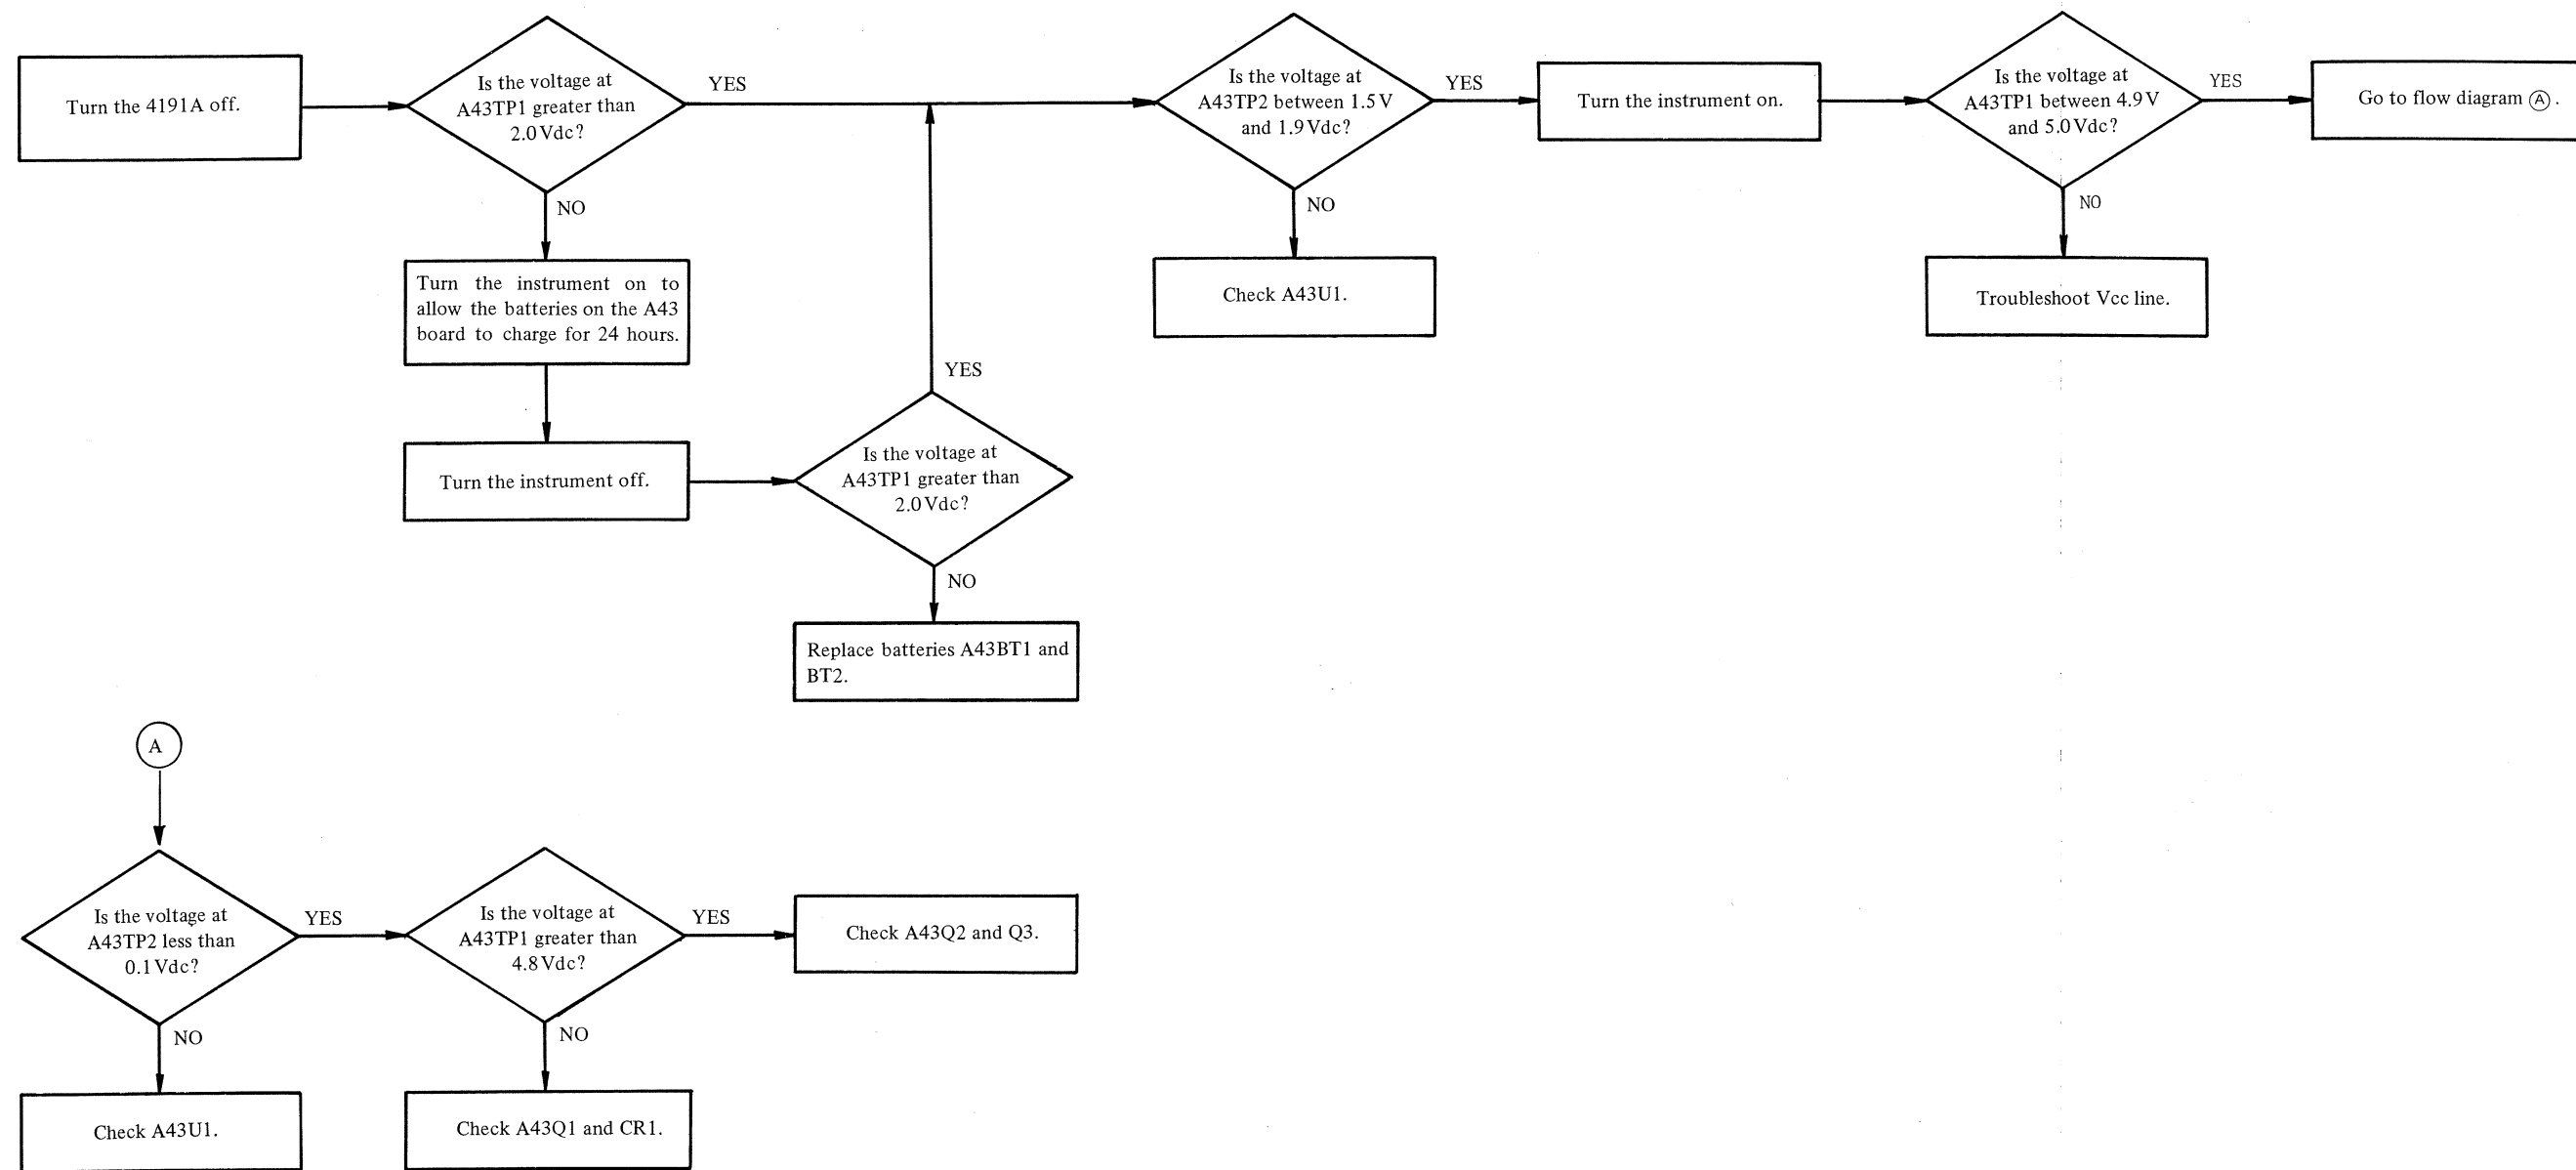 Turn the 4191A off.
Is the voltage at
A43TP1 greater than
2.0Vdc?
YES
NO
Turn the instrument on to
allow the batteries on the A43
board to charge for 24 hours.
Turn the instrument off.
Is the voltage at
A43TP1 greater than
2.0Vdc?
YES
NO
Replace batteries A43BT1 and
BT2.
Is the voltage at
A43TP2 between 1.5V
and 1.9Vdc?
YES
NO
Check A43U1.
Turn the instrument on.
Is the voltage at
A43TP1 between 4.9V
and 5.0Vdc?
YES
NO
Troubleshoot Vcc line.
Go to flow diagram Ⓐ.
A
Is the voltage at
A43TP2 less than
0.1Vdc?
YES
NO
Check A43U1.
Is the voltage at
A43TP1 greater than
4.8Vdc?
YES
NO
Check A43Q1 and CR1.
Check A43Q2 and Q3.